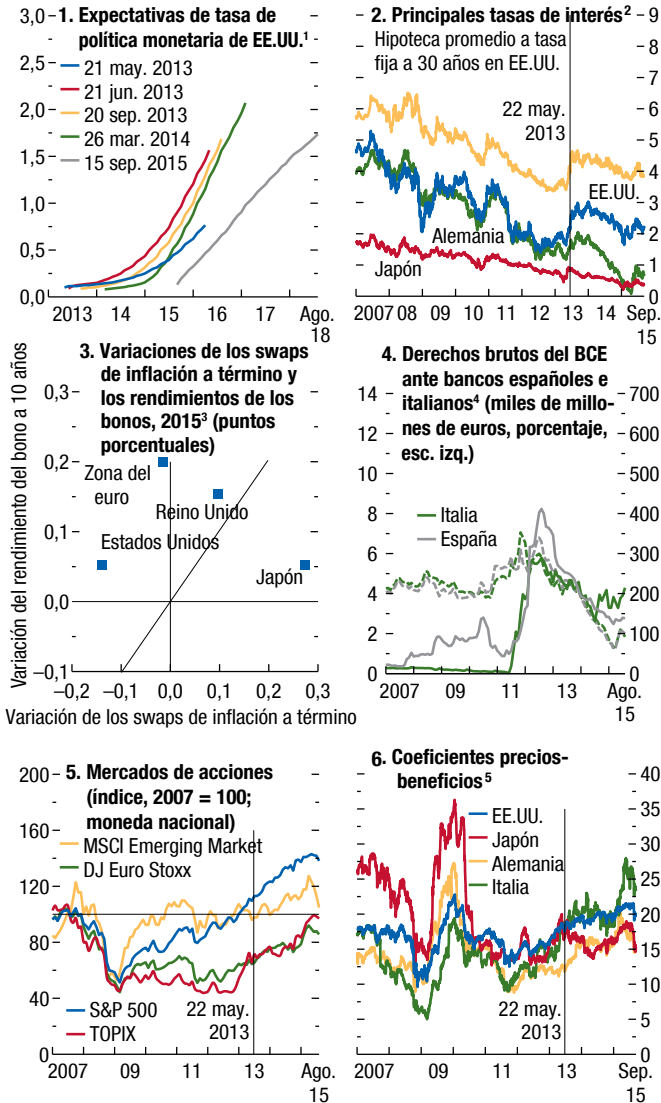 1. Expectativas de tasa de
política monetaria de EE.UU.¹
3,0
2,5
2,0
1,5
1,0
0,5
0,0
21 may. 2013
21 jun. 2013
20 sep. 2013
26 mar. 2014
15 sep. 2015
2013 14 15 16 17 Ago.
18
2. Principales tasas de interés²
Hipoteca promedio a tasa
fija a 30 años en EE.UU.
22 may.
2013
EE.UU.
Alemania
Japón
9
8
7
6
5
4
3
2
1
0
2007 08 09 10 11 12 13 14 Sep.
15
3. Variaciones de los swaps
de inflación a término y
los rendimientos de los
bonos, 2015³ (puntos
porcentuales)
Variación del rendimiento del bono a 10 años
0,3
0,2
0,1
0,0
–0,1
Zona del
euro
Reino Unido
Estados Unidos
Japón
–0,2 –0,1 0,0 0,1 0,2 0,3
Variación de los swaps de inflación a término
4. Derechos brutos del BCE
ante bancos españoles e
italianos⁴ (miles de millo-
nes de euros, porcentaje,
esc. izq.)
14
12
10
8
6
4
2
0
Italia
España
700
600
500
400
300
200
100
0
2007 09 11 13 Ago.
15
5. Mercados de acciones
(índice, 2007 = 100;
moneda nacional)
200
160
120
80
40
0
MSCI Emerging Market
DJ Euro Stoxx
S&P 500
TOPIX
22 may.
2013
2007 09 11 13 Ago.
15
6. Coeficientes precios-
beneficios⁵
EE.UU.
Japón
Alemania
Italia
22 may.
2013
40
35
30
25
20
15
10
5
0
2007 09 11 13 Sep.
15